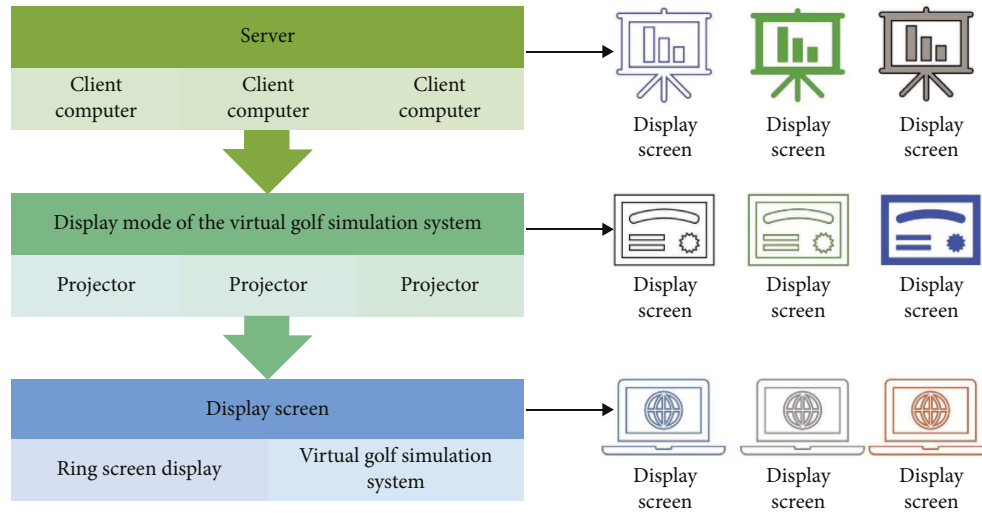 Server
Client
computer
Client
computer
Client
computer
Display
screen
Display
screen
Display
screen
Display mode of the virtual golf simulation system
Projector
Projector
Projector
Display
screen
Display
screen
Display
screen
Display screen
Ring screen display
Virtual golf simulation
system
Display
screen
Display
screen
Display
screen